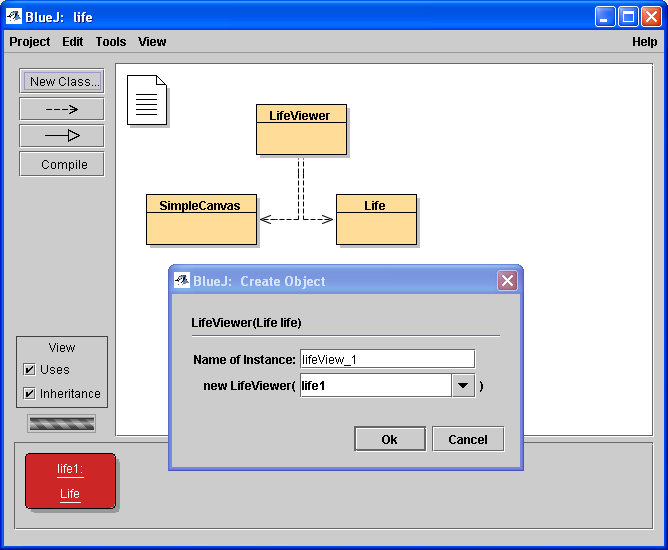 BlueJ: life
Project Edit Tools View Help
New Class...
Compile
LifeViewer
SimpleCanvas
Life
BlueJ: Create Object
LifeViewer(Life life)
Name of Instance: lifeView_1
new LifeViewer( life1 )
Ok Cancel
View
Uses
Inheritance
life1:
Life